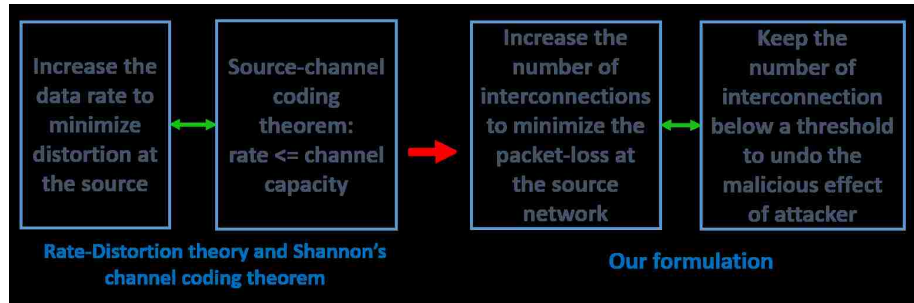 Increase the
data rate to
minimize
distortion at
the source
Source-channel
coding
theorem:
rate <= channel
capacity
Rate-Distortion theory and Shannon's
channel coding theorem
Increase the
number of
interconnections
to minimize the
packet-loss at
the source
network
Keep the
number of
interconnection
below a threshold
to undo the
malicious effect
of attacker
Our formulation